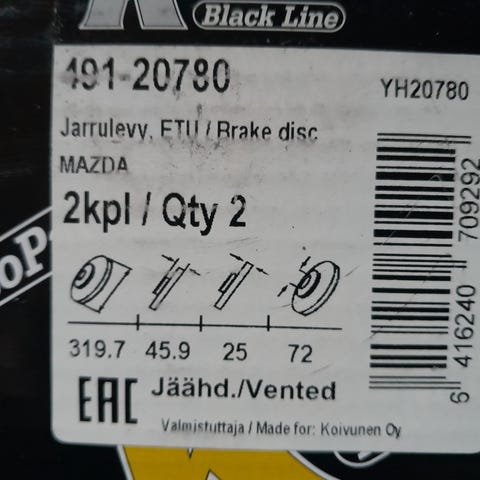 Black Line
491-20780
YH20780
Jarrulevy, ETU / Brake disc
MAZDA
2kpl / Qty 2
319.7 45.9 25 72
EAC Jäähd./Vented
Valmistuttaja / Made for: Koivunen Oy
6 416240 709292